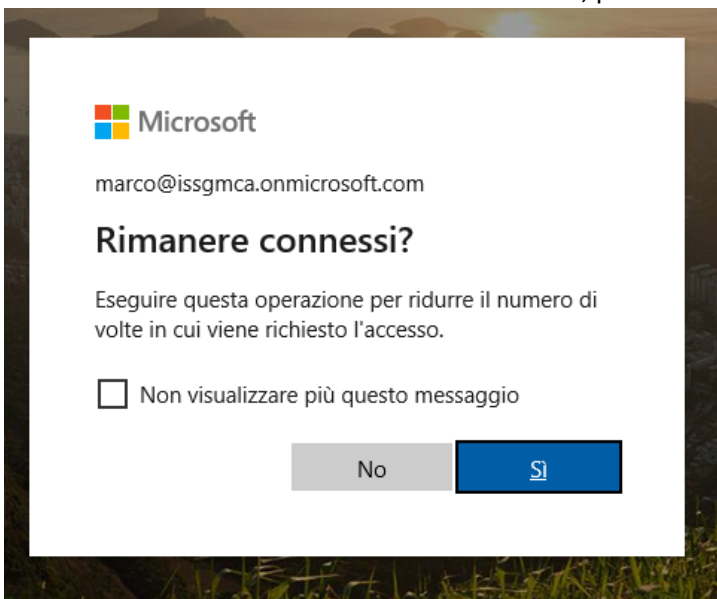 Microsoft
marco@issgmca.onmicrosoft.com
Rimanere connessi?
Eseguire questa operazione per ridurre il numero di
volte in cui viene richiesto l'accesso.
Non visualizzare più questo messaggio
No
Sì